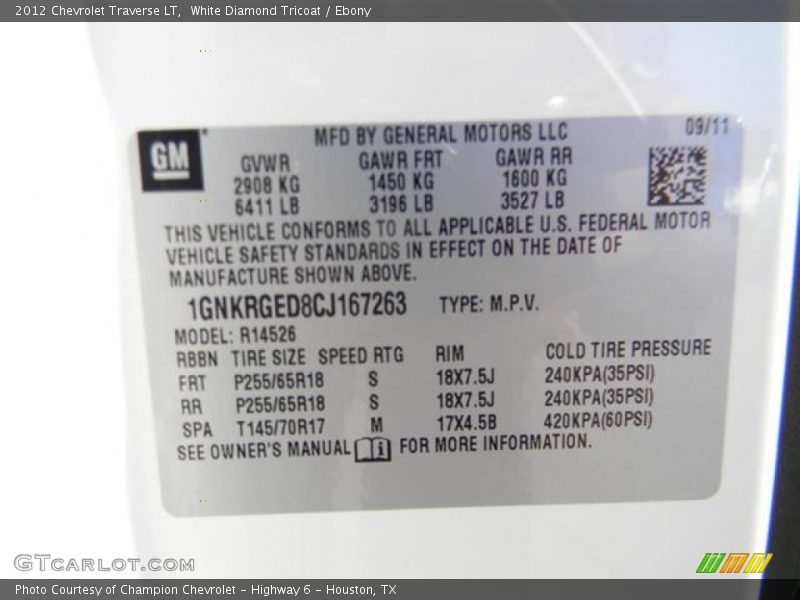 2012 Chevrolet Traverse LT,  White Diamond Tricoat / Ebony
GM
MFD BY GENERAL MOTORS LLC 09/11
GVWR GAWR FRT GAWR RR
2908 KG 1450 KG 1600 KG
6411 LB 3196 LB 3527 LB
THIS VEHICLE CONFORMS TO ALL APPLICABLE U.S. FEDERAL MOTOR
VEHICLE SAFETY STANDARDS IN EFFECT ON THE DATE OF
MANUFACTURE SHOWN ABOVE.
1GNKRGED8CJ167263 TYPE: M.P.V.
MODEL: R14526
RBBN TIRE SIZE SPEED RTG RIM COLD TIRE PRESSURE
FRT P255/65R18 S 18X7.5J 240KPA(35PSI)
RR P255/65R18 S 18X7.5J 240KPA(35PSI)
SPA T145/70R17 M 17X4.5B 420KPA(60PSI)
SEE OWNER'S MANUAL i FOR MORE INFORMATION.
GTCARLOT.COM
Photo Courtesy of Champion Chevrolet - Highway 6 - Houston, TX